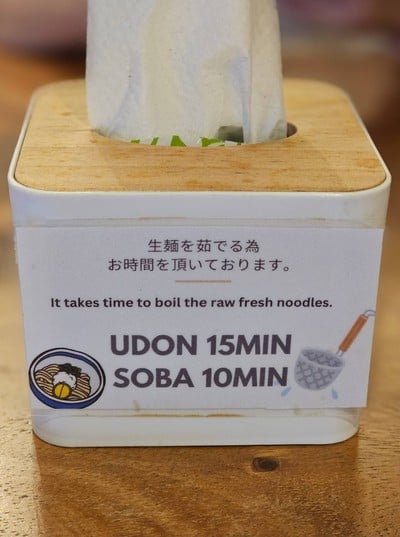 生麺を茹でる為
お時間を頂いております。
It takes time to boil the raw fresh noodles.
UDON 15MIN
SOBA 10MIN